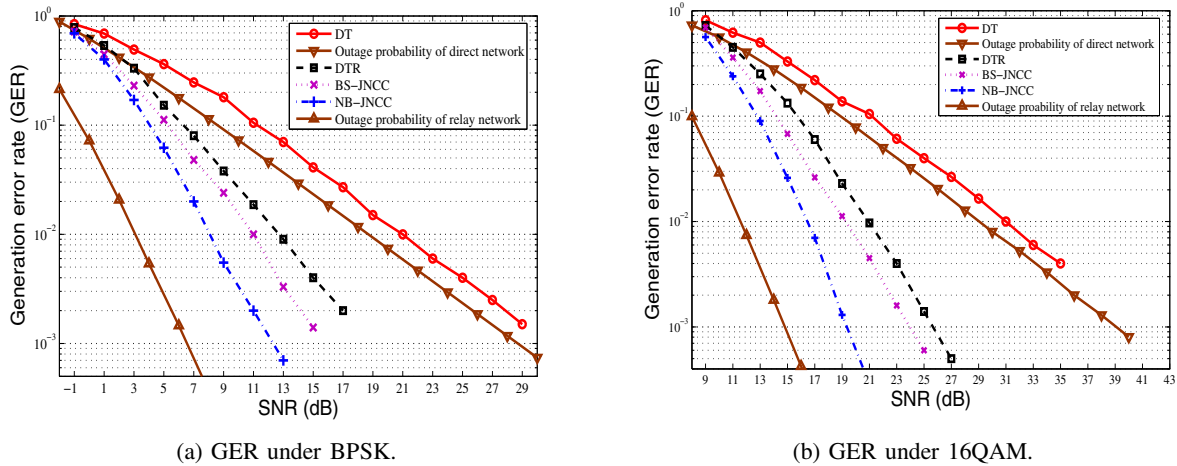 10^0
10^-1
10^-2
10^-3
Generation error rate (GER)
DT
Outage probability of direct network
DTR
BS−JNCC
NB−JNCC
Outage probability of relay network
−1 1 3 5 7 9 11 13 15 17 19 21 23 25 27 29
SNR (dB)
(a) GER under BPSK.
10^0
10^-1
10^-2
10^-3
Generation error rate (GER)
DT
Outage probability of direct network
DTR
BS−JNCC
NB−JNCC
Outage proability of relay network
9 11 13 15 17 19 21 23 25 27 29 31 33 35 37 39 41 43
SNR (dB)
(b) GER under 16QAM.